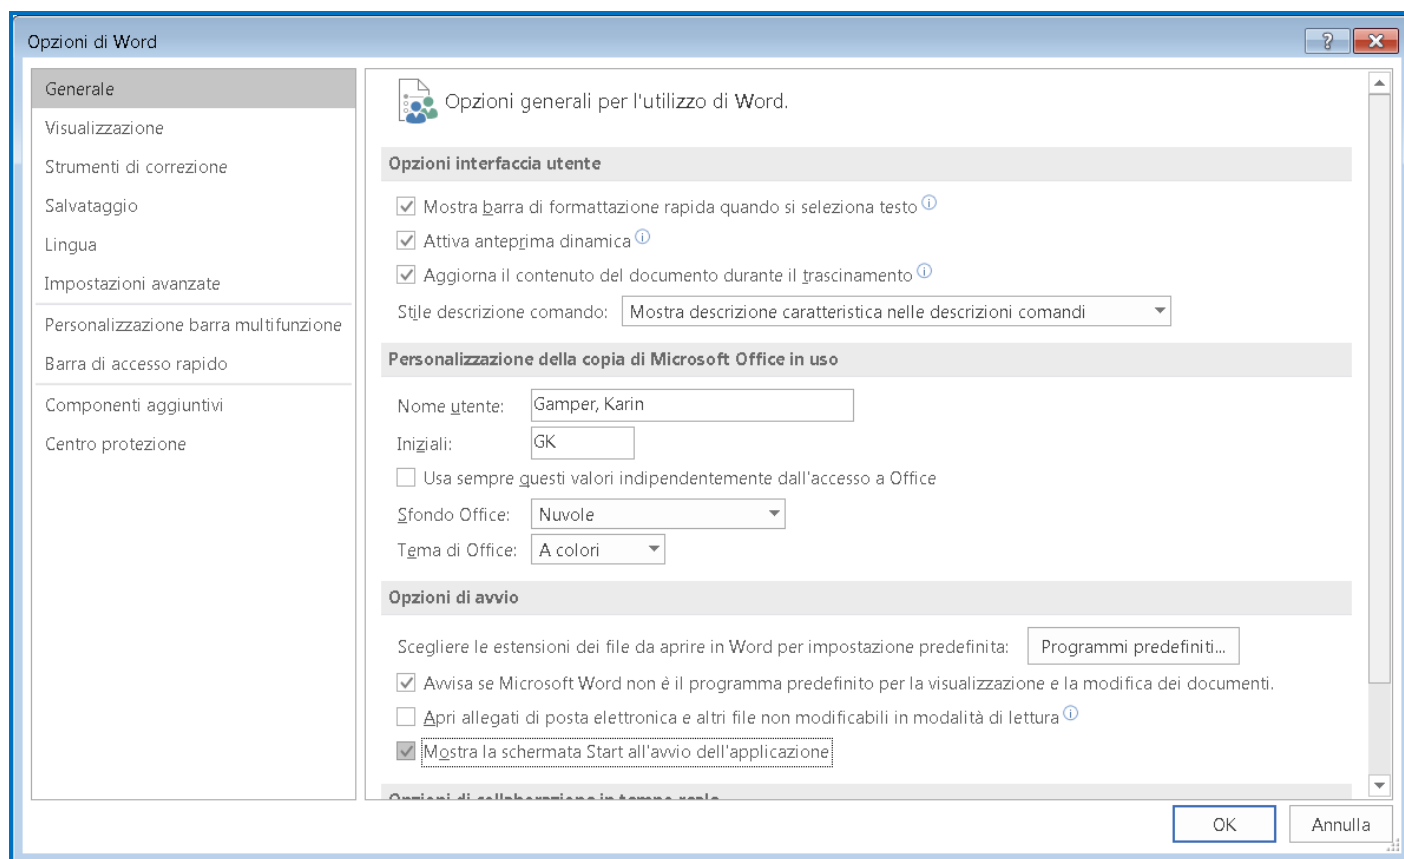 Opzioni di Word
Generale
Visualizzazione
Strumenti di correzione
Salvataggio
Lingua
Impostazioni avanzate
Personalizzazione barra multifunzione
Barra di accesso rapido
Componenti aggiuntivi
Centro protezione
Opzioni generali per l'utilizzo di Word.
Opzioni interfaccia utente
Mostra barra di formattazione rapida quando si seleziona testo
Attiva anteprima dinamica
Aggiorna il contenuto del documento durante il trascinamento
Stile descrizione comando: Mostra descrizione caratteristica nelle descrizioni comandi
Personalizzazione della copia di Microsoft Office in uso
Nome utente: Gamper, Karin
Iniziali: GK
Usa sempre questi valori indipendentemente dall'accesso a Office
Sfondo Office: Nuvole
Tema di Office: A colori
Opzioni di avvio
Scegliere le estensioni dei file da aprire in Word per impostazione predefinita: Programmi predefiniti...
Avvisa se Microsoft Word non è il programma predefinito per la visualizzazione e la modifica dei documenti.
Apri allegati di posta elettronica e altri file non modificabili in modalità di lettura
Mostra la schermata Start all'avvio dell'applicazione
Opzioni di collaborazione in tempo reale
OK Annulla